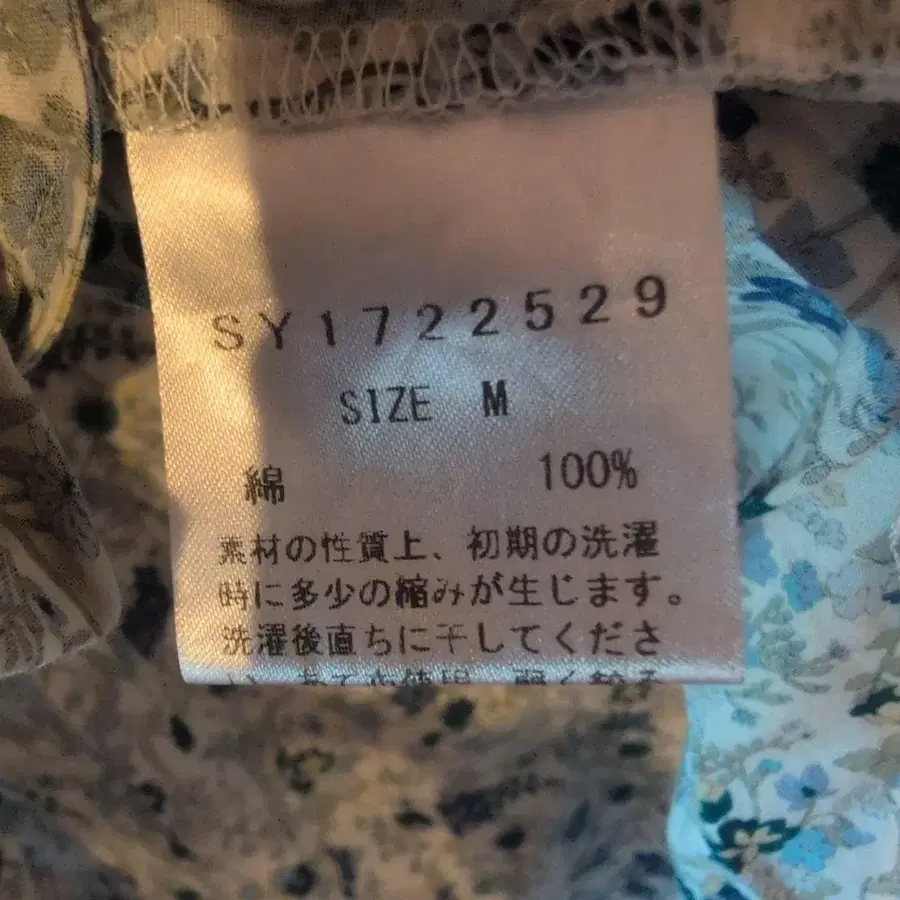 SY1722529
SIZE M
綿 100%
素材の性質上、初期の洗濯
時に多少の縮みが生じます。
洗濯後直ちに干してくださ